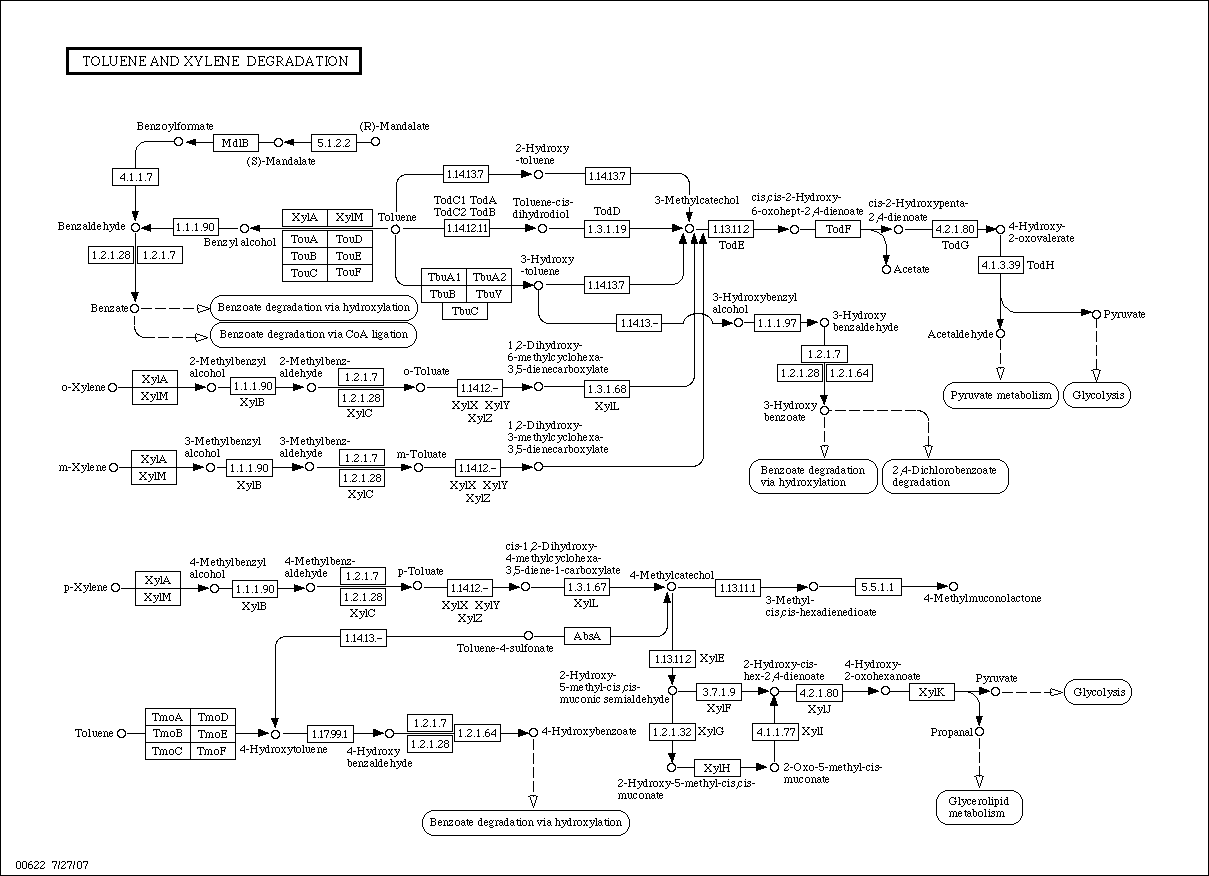 TOLUENE AND XYLENE DEGRADATION
Benzoylformate
(R)-Mandalate
MdlB
5.1.2.2
(S)-Mandalate
4.1.1.7
2-Hydroxy
-toluene
1.14.13.7
1.14.13.7
Benzaldehyde
1.1.1.90
Benzyl alcohol
XylA
XylM
TouA
TouD
TouB
TouE
TouC
TouF
Toluene
TodC1 TodA
TodC2 TodB
1.14.12.11
Toluene-cis-
dihydrodiol
TodD
1.3.1.19
3-Methylcatechol
1.13.11.2
TodE
cis,cis-2-Hydroxy-
6-oxohept-2,4-dienoate
TodF
cis-2-Hydroxypenta-
2,4-dienoate
4.2.1.80
TodG
4-Hydroxy-
2-oxovalerate
Acetate
4.1.3.39
TodH
1.2.1.28
1.2.1.7
Benzate
Benzoate degradation via hydroxylation
Benzoate degradation via CoA ligation
TbuA1
TbuA2
TbuB
TbuV
TbuC
3-Hydroxy
-toluene
1.14.13.7
1.14.13.-
3-Hydroxybenzyl
alcohol
1.1.1.97
3-Hydroxy
benzaldehyde
Acetaldehyde
Pyruvate
1.2.1.7
1.2.1.28
1.2.1.64
Pyruvate metabolism
Glycolysis
3-Hydroxy
benzoate
Benzoate degradation
via hydroxylation
2,4-Dichlorobenzoate
degradation
o-Xylene
XylA
XylM
2-Methylbenzyl
alcohol
1.1.1.90
XylB
2-Methylbenz-
aldehyde
1.2.1.7
1.2.1.28
XylC
o-Toluate
1.14.12.-
XylX XylY
XylZ
1,2-Dihydroxy-
6-methylcyclohexa-
3,5-dienecarboxylate
1.3.1.68
XylL
m-Xylene
XylA
XylM
3-Methylbenzyl
alcohol
1.1.1.90
XylB
3-Methylbenz-
aldehyde
1.2.1.7
1.2.1.28
XylC
m-Toluate
1.14.12.-
XylX XylY
XylZ
1,2-Dihydroxy-
3-methylcyclohexa-
3,5-dienecarboxylate
p-Xylene
XylA
XylM
4-Methylbenzyl
alcohol
1.1.1.90
XylB
4-Methylbenz-
aldehyde
1.2.1.7
1.2.1.28
XylC
p-Toluate
1.14.12.-
XylX XylY
XylZ
cis-1,2-Dihydroxy-
4-methylcyclohexa-
3,5-diene-1-carboxylate
1.3.1.67
XylL
4-Methylcatechol
1.13.11.1
3-Methyl-
cis,cis-hexadienedioate
5.5.1.1
4-Methylmuconolactone
1.14.13.-
Toluene-4-sulfonate
AbsA
1.13.11.2
XylE
2-Hydroxy-
5-methyl-cis,cis-
muconic semialdehyde
3.7.1.9
XylF
2-Hydroxy-cis-
hex-2,4-dienoate
4.2.1.80
XylJ
4-Hydroxy-
2-oxohexanoate
XylK
Pyruvate
Glycolysis
1.2.1.32
XylG
4.1.1.77
XylI
Propanal
XylH
2-Hydroxy-5-methyl-cis,cis-
muconate
2-Oxo-5-methyl-cis-
muconate
Glycerolipid
metabolism
Toluene
TmoA
TmoD
TmoB
TmoE
TmoC
TmoF
4-Hydroxytoluene
1.17.99.1
4-Hydroxy
benzaldehyde
1.2.1.7
1.2.1.28
1.2.1.64
4-Hydroxybenzoate
Benzoate degradation via hydroxylation
00622 7/27/07